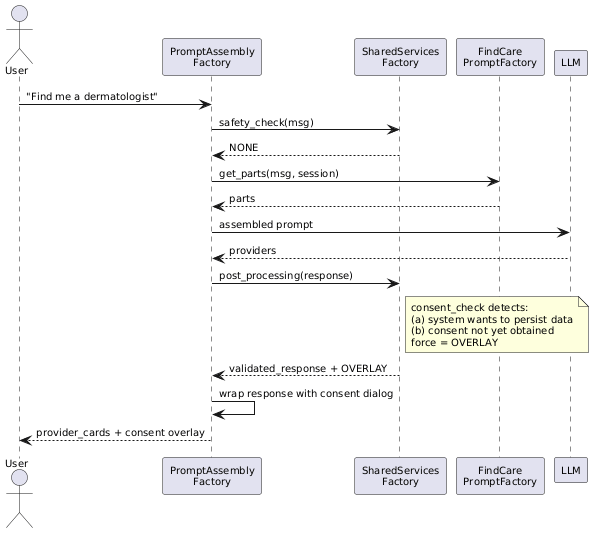 User
PromptAssembly
Factory
SharedServices
Factory
FindCare
PromptFactory
LLM
"Find me a dermatologist"
safety_check(msg)
NONE
get_parts(msg, session)
parts
assembled prompt
providers
post_processing(response)
consent_check detects:
(a) system wants to persist data
(b) consent not yet obtained
force = OVERLAY
validated_response + OVERLAY
wrap response with consent dialog
provider_cards + consent overlay
User
PromptAssembly
Factory
SharedServices
Factory
FindCare
PromptFactory
LLM